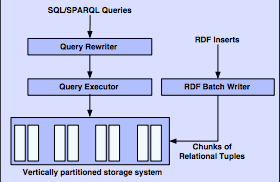 SQL/SPARQL Queries
RDF Inserts
Query Rewriter
Query Executor
RDF Batch Writer
Chunks of
Relational Tuples
Vertically partitioned storage system